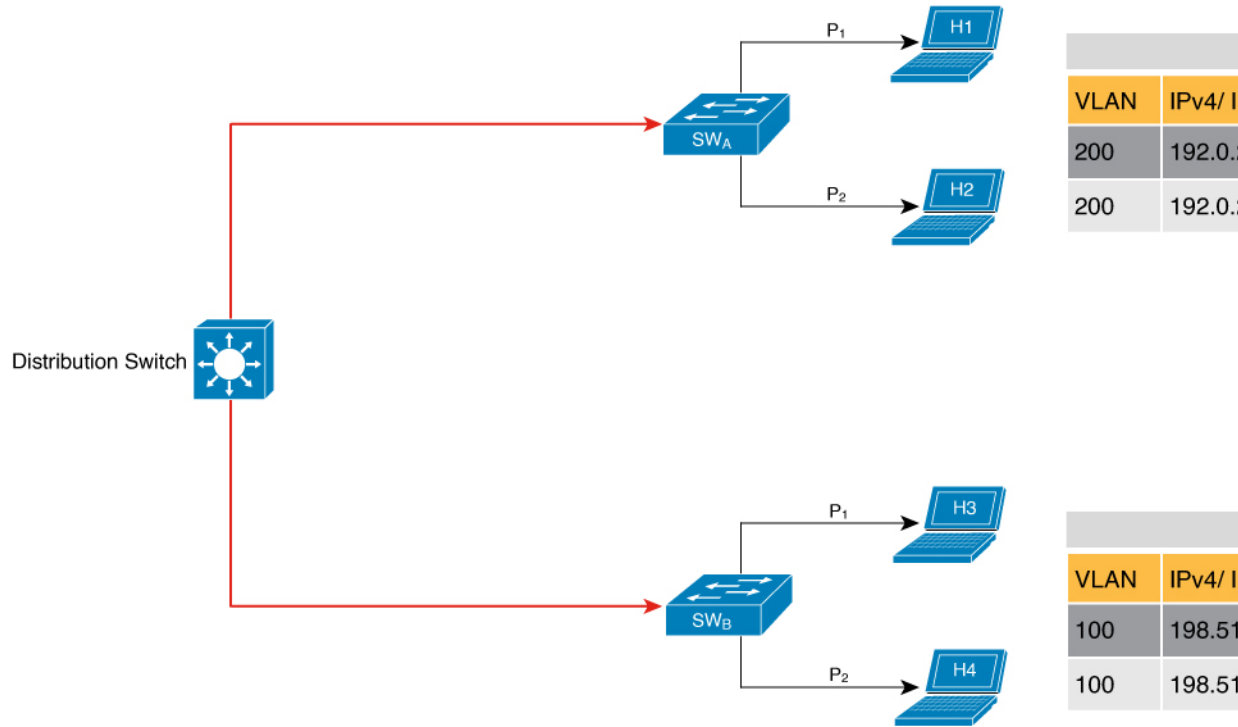 P₁
H1
SWA
P₂
H2
VLAN IPv4/ I
200 192.0.
200 192.0.
Distribution Switch
P₁
H3
SWB
P₂
H4
VLAN IPv4/ I
100 198.51
100 198.51